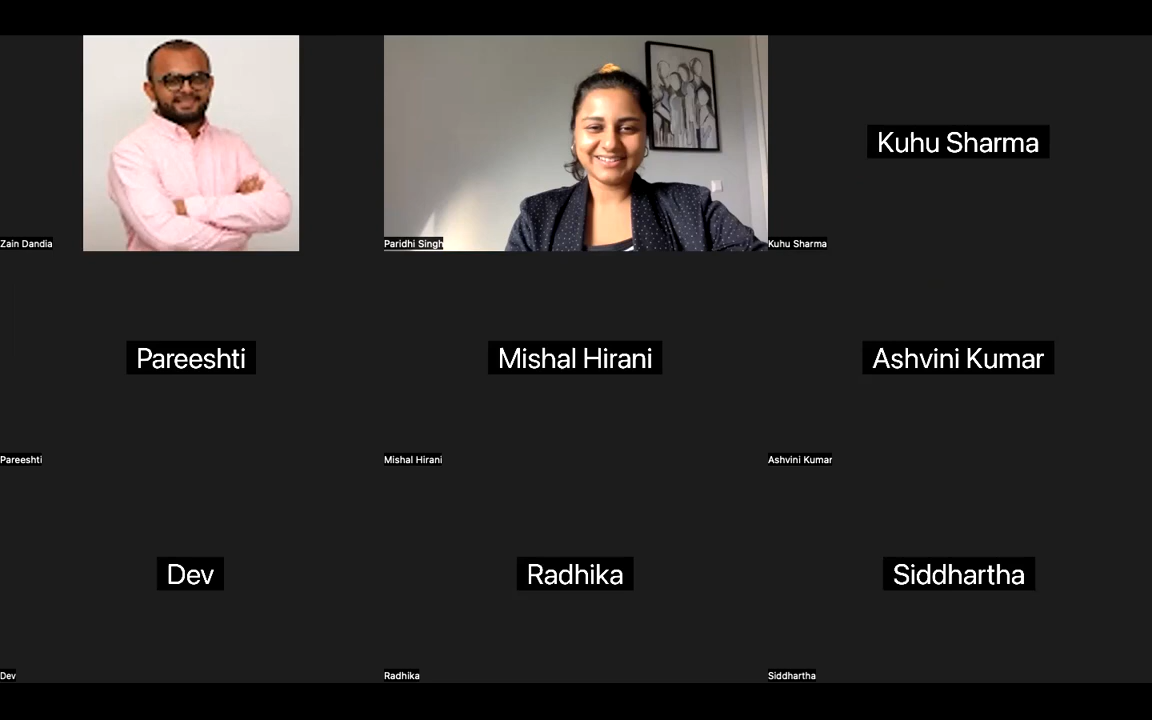 Zain Dandia
Paridhi Singh
Kuhu Sharma
Kuhu Sharma
Pareeshti
Pareeshti
Mishal Hirani
Mishal Hirani
Ashvini Kumar
Ashvini Kumar
Dev
Dev
Radhika
Radhika
Siddhartha
Siddhartha